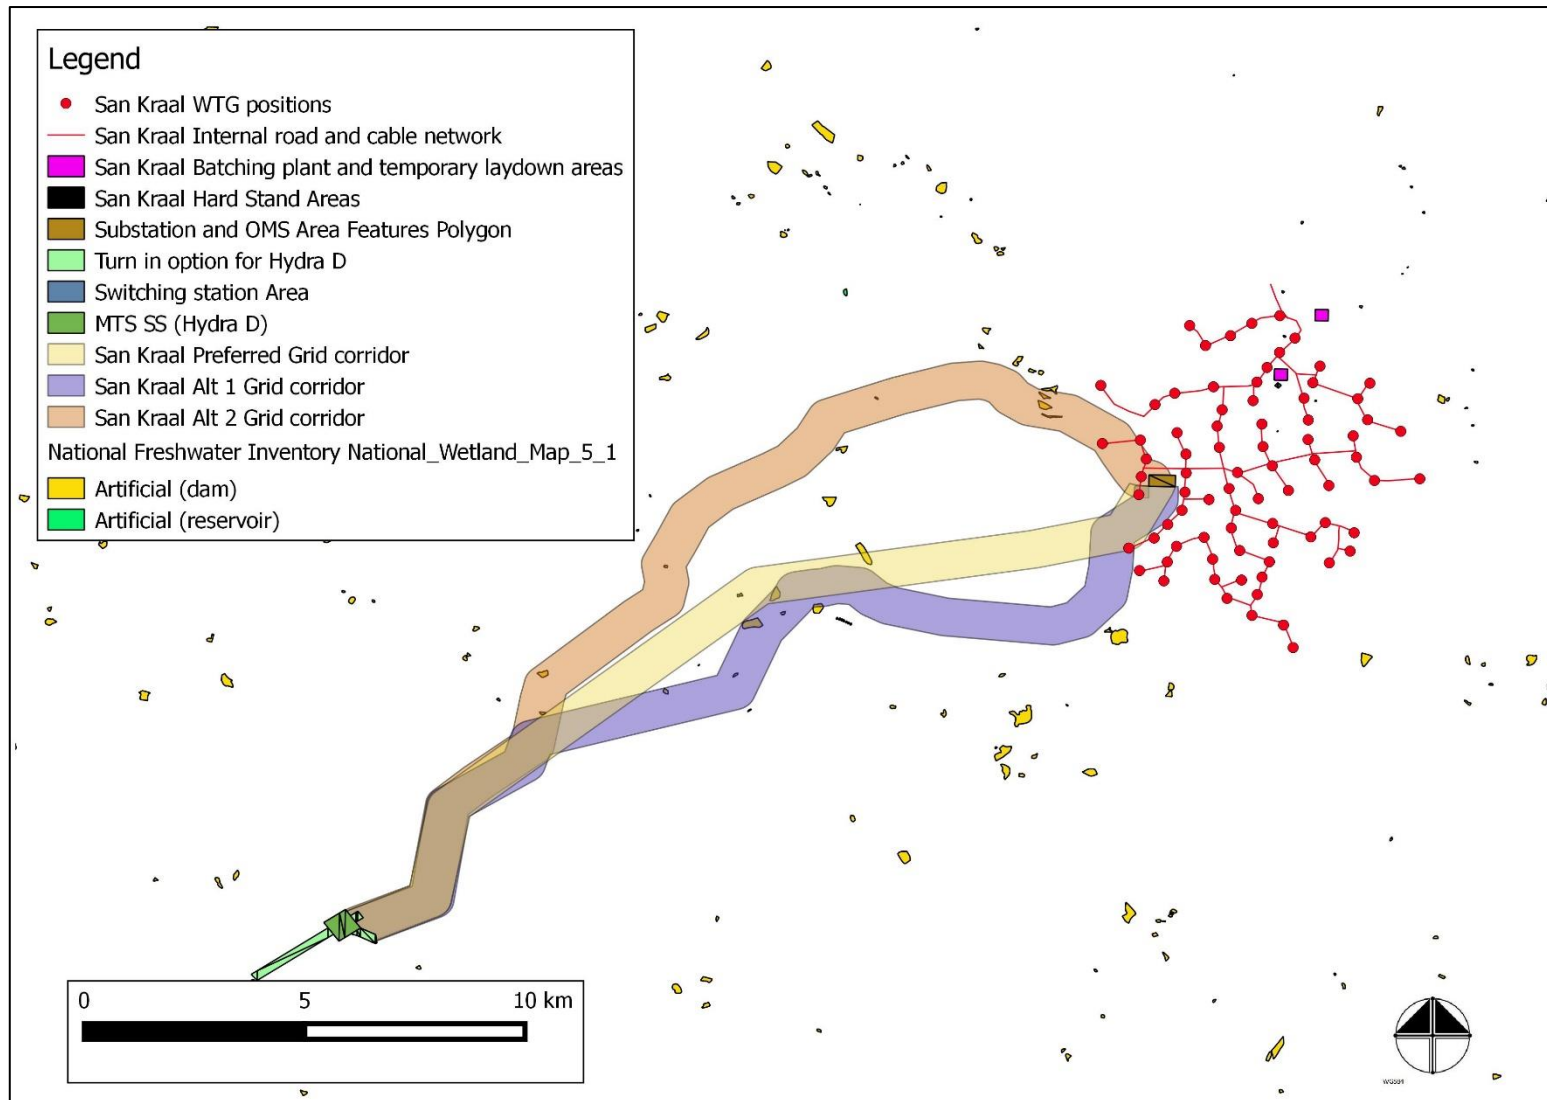 Legend
San Kraal WTG positions
San Kraal Internal road and cable network
San Kraal Batching plant and temporary laydown areas
San Kraal Hard Stand Areas
Substation and OMS Area Features Polygon
Turn in option for Hydra D
Switching station Area
MTS SS (Hydra D)
San Kraal Preferred Grid corridor
San Kraal Alt 1 Grid corridor
San Kraal Alt 2 Grid corridor
National Freshwater Inventory National_Wetland_Map_5_1
Artificial (dam)
Artificial (reservoir)
0 5 10 km